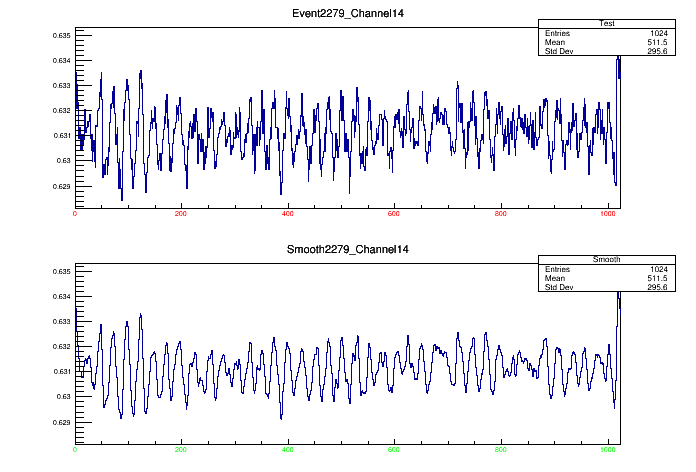 Event2279_Channel14
Test
Entries 1024
Mean 511.5
Std Dev 295.6
0.635
0.634
0.633
0.632
0.631
0.63
0.629
0 200 400 600 800 1000
Smooth2279_Channel14
Smooth
Entries 1024
Mean 511.5
Std Dev 295.6
0.635
0.634
0.633
0.632
0.631
0.63
0.629
0 200 400 600 800 1000